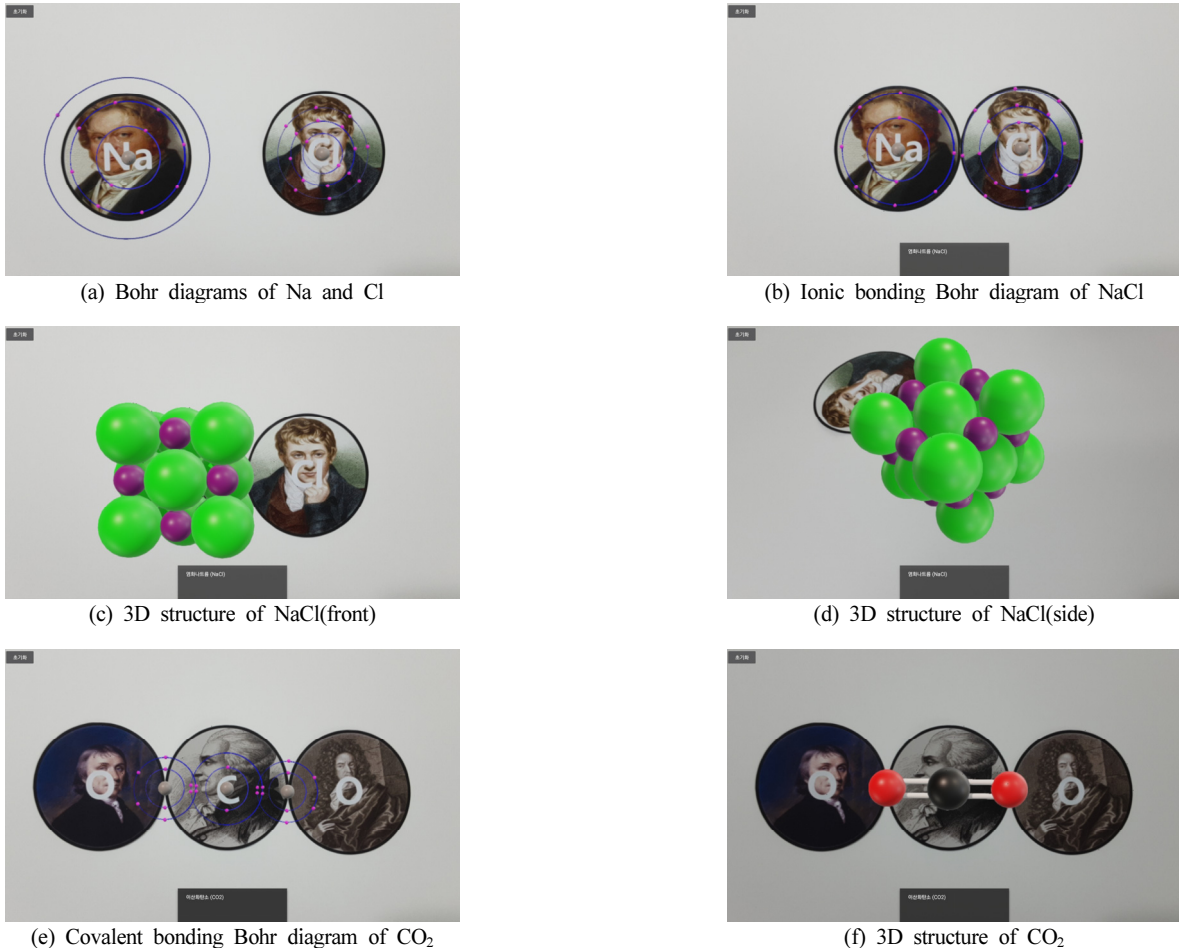 초기화
Na
Cl
(a) Bohr diagrams of Na and Cl
초기화
Na
Cl
염화나트륨 (NaCl)
(b) Ionic bonding Bohr diagram of NaCl
초기화
Cl
염화나트륨 (NaCl)
(c) 3D structure of NaCl(front)
초기화
Cl
염화나트륨 (NaCl)
(d) 3D structure of NaCl(side)
초기화
O
C
O
이산화탄소 (CO2)
(e) Covalent bonding Bohr diagram of CO₂
초기화
O
O
이산화탄소 (CO2)
(f) 3D structure of CO₂